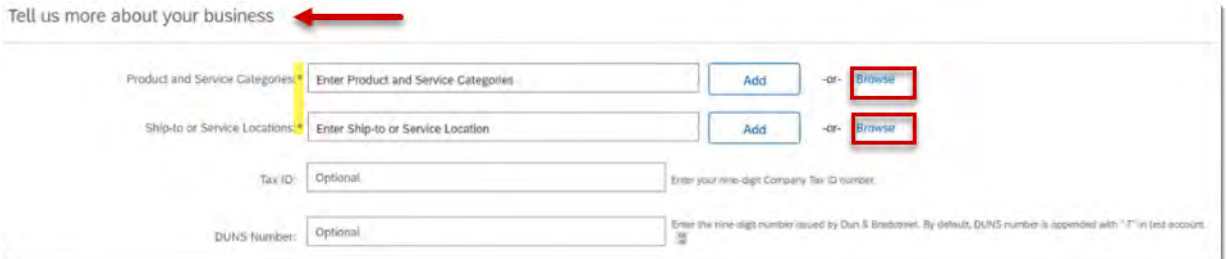 Tell us more about your business
Product and Service Categories:* Enter Product and Service Categories Add -or- Browse
Ship-to or Service Locations:* Enter Ship-to or Service Location Add -or- Browse
Tax ID: Optional Enter your nine-digit Company Tax ID number.
DUNS Number: Optional Enter the nine-digit number issued by Dun & Bradstreet. By default, DUNS number is appended with "-T" in test account.